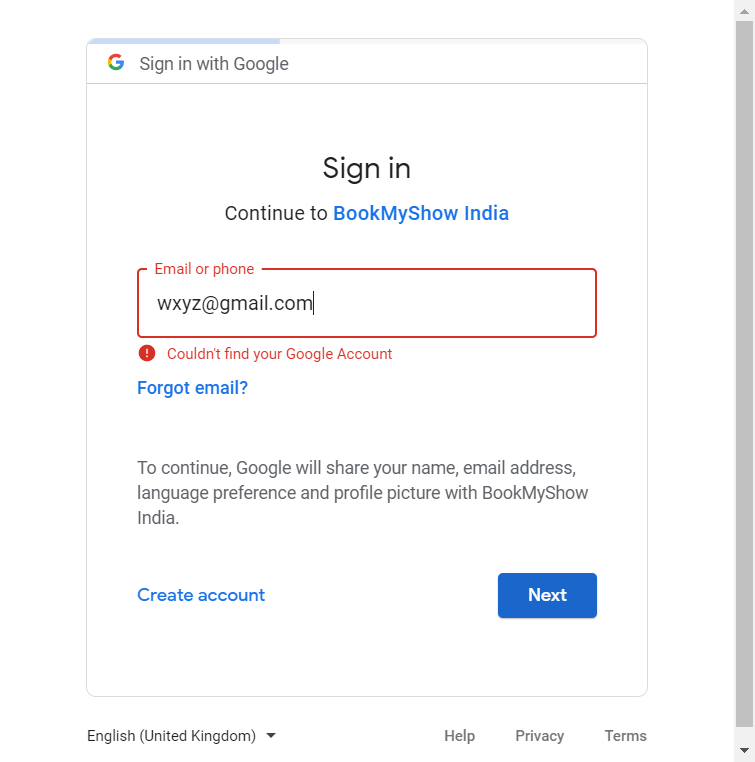 Sign in with Google
Sign in
Continue to BookMyShow India
Email or phone
wxyz@gmail.com
Couldn't find your Google Account
Forgot email?
To continue, Google will share your name, email address,
language preference and profile picture with BookMyShow
India.
Create account
Next
English (United Kingdom)
Help
Privacy
Terms